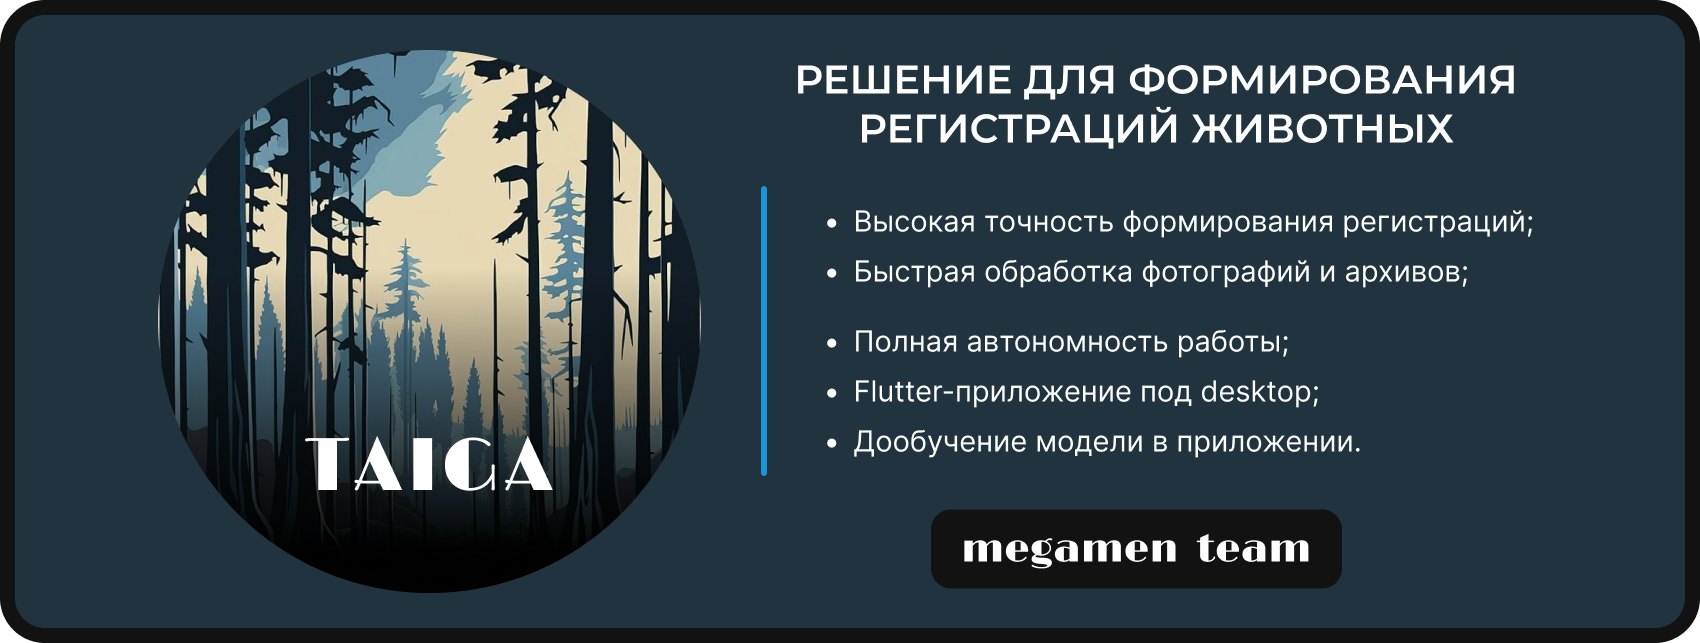 TAIGA
РЕШЕНИЕ ДЛЯ ФОРМИРОВАНИЯ
РЕГИСТРАЦИЙ ЖИВОТНЫХ
• Высокая точность формирования регистраций;
• Быстрая обработка фотографий и архивов;
• Полная автономность работы;
• Flutter-приложение под desktop;
• Дообучение модели в приложении.
megamen team